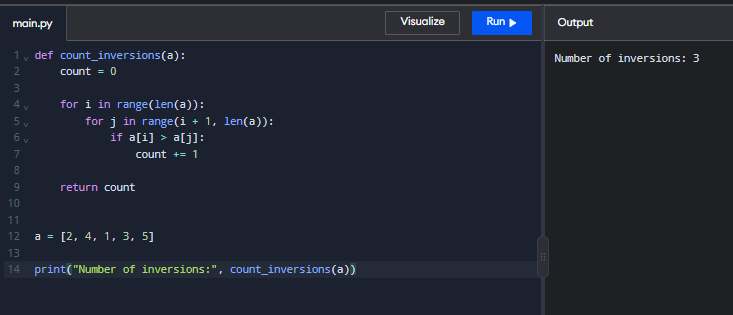 main.py Visualize Run Output
1 def count_inversions(a):
2     count = 0
3
4     for i in range(len(a)):
5         for j in range(i + 1, len(a)):
6             if a[i] > a[j]:
7                 count += 1
8
9     return count
10
11
12 a = [2, 4, 1, 3, 5]
13
14 print("Number of inversions:", count_inversions(a))
Number of inversions: 3